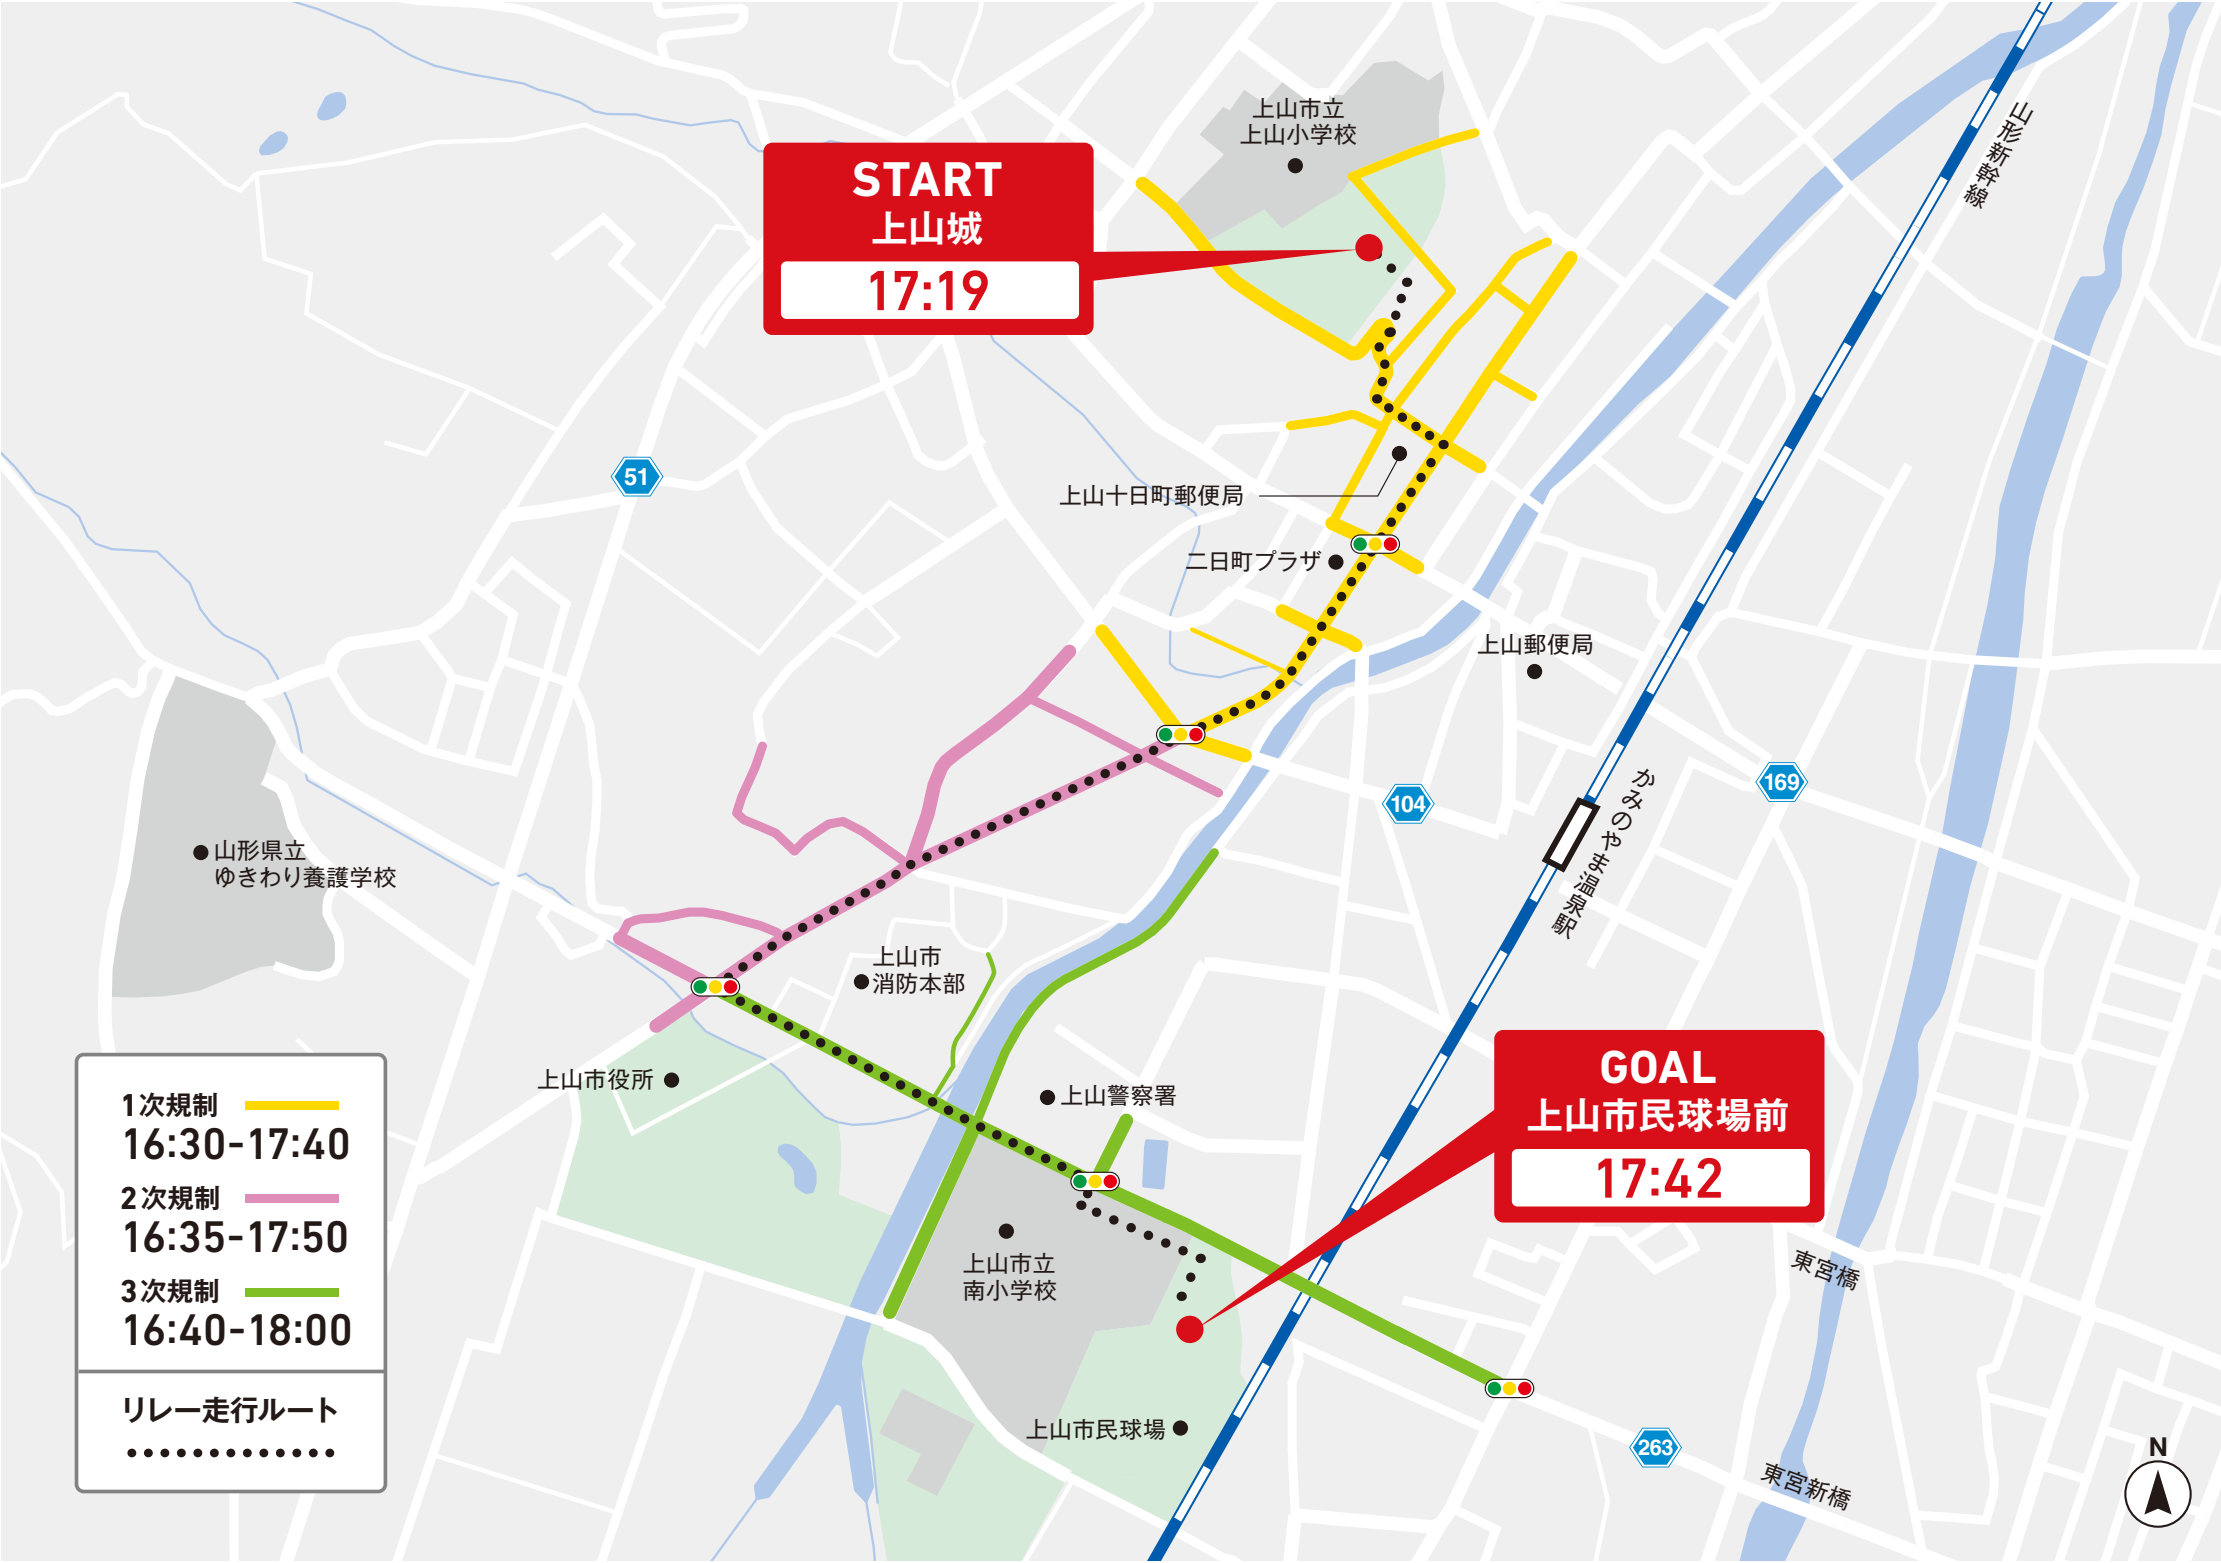 上山市立
上山小学校
START
上山城
17:19
山形新幹線
51
上山十日町郵便局
二日町プラザ
上山郵便局
104
169
かみのやま温泉駅
山形県立
ゆきわり養護学校
上山市
消防本部
上山市役所
上山警察署
GOAL
上山市民球場前
17:42
1次規制
16:30-17:40
2次規制
16:35-17:50
3次規制
16:40-18:00
リレー走行ルート
上山市立
南小学校
東宮橋
上山市民球場
263
東宮新橋
N